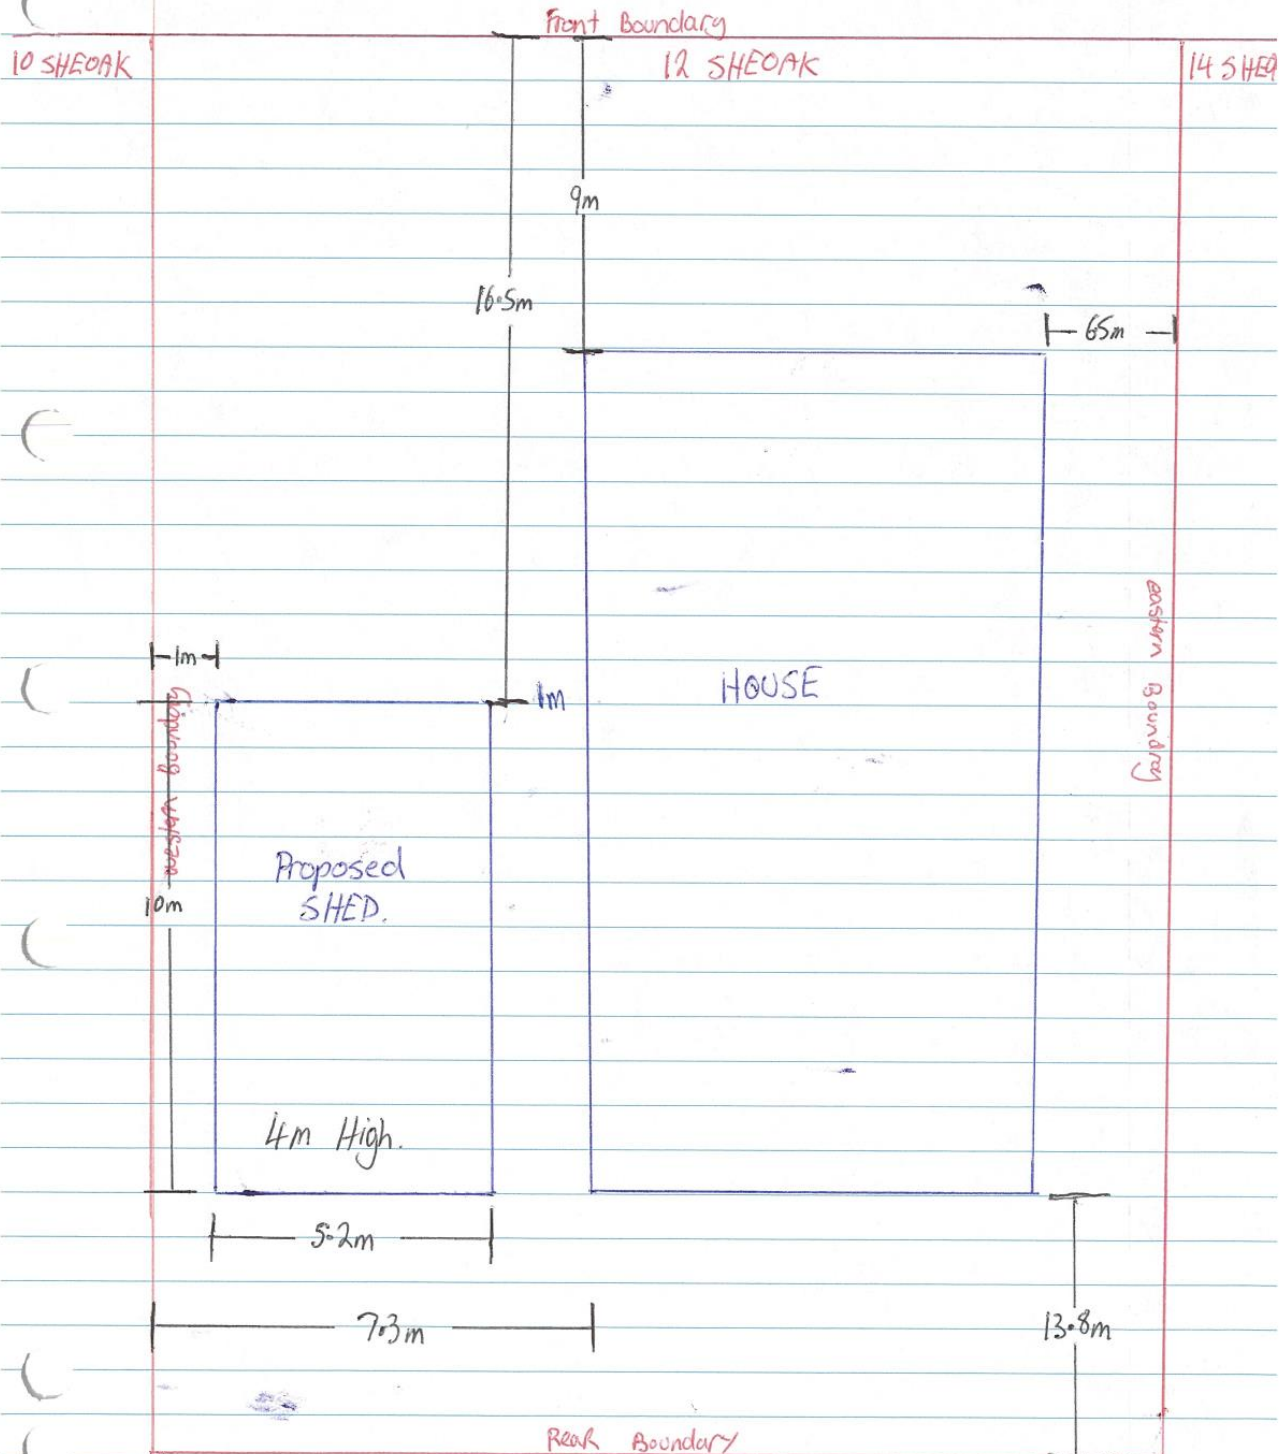 Front Boundary
10 SHEOAK
12 SHEOAK
14 SHEO
9m
16.5m
65m
eastern Boundray
1m
1m
HOUSE
western Boundary
Proposed
SHED.
10m
4m High.
5.2m
7.3m
13.8m
Rear Boundary